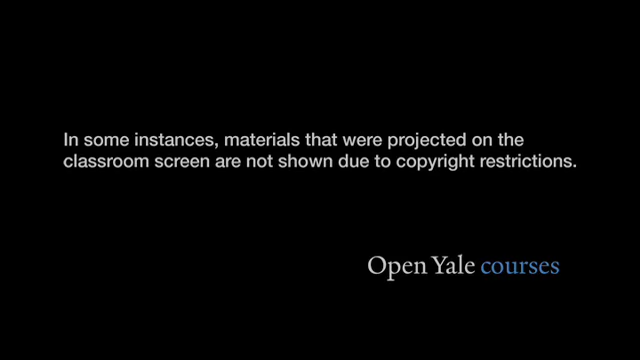 In some instances, materials that were projected on the
classroom screen are not shown due to copyright restrictions.
Open Yale courses